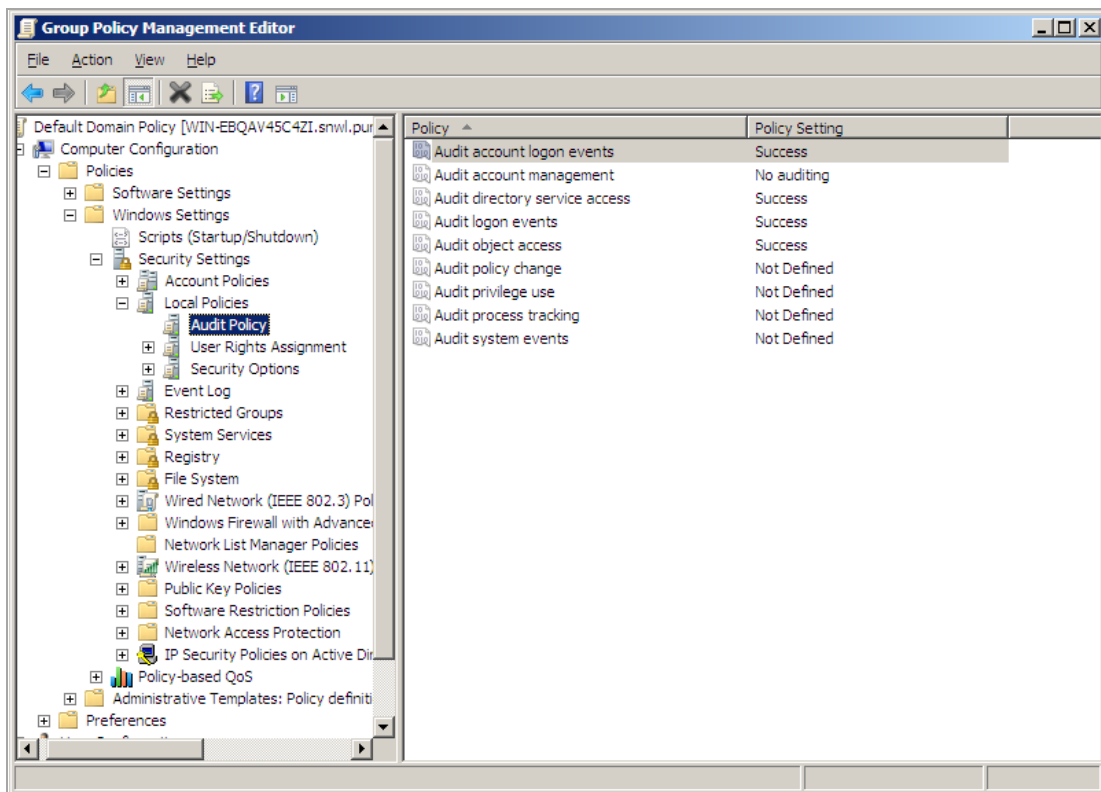 Group Policy Management Editor
File Action View Help
Default Domain Policy [WIN-EBQAV45C4ZI.snwl.pur
Computer Configuration
Policies
Software Settings
Windows Settings
Scripts (Startup/Shutdown)
Security Settings
Account Policies
Local Policies
Audit Policy
User Rights Assignment
Security Options
Event Log
Restricted Groups
System Services
Registry
File System
Wired Network (IEEE 802.3) Pol
Windows Firewall with Advance
Network List Manager Policies
Wireless Network (IEEE 802.11)
Public Key Policies
Software Restriction Policies
Network Access Protection
IP Security Policies on Active Dir
Policy-based QoS
Administrative Templates: Policy definiti
Preferences
Policy Policy Setting
Audit account logon events Success
Audit account management No auditing
Audit directory service access Success
Audit logon events Success
Audit object access Success
Audit policy change Not Defined
Audit privilege use Not Defined
Audit process tracking Not Defined
Audit system events Not Defined